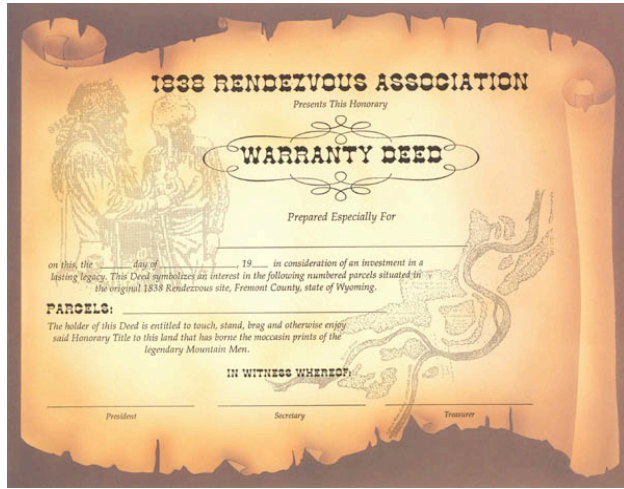 1838 RENDEZVOUS ASSOCIATION
Presents This Honorary
WARRANTY DEED
Prepared Especially For
on this, the ______ day of ______________, 19___ in consideration of an investment in a
lasting legacy. This Deed symbolizes an interest in the following numbered parcels situated in
the original 1838 Rendezvous site, Fremont County, state of Wyoming.
PARCELS: ______________
The holder of this Deed is entitled to touch, stand, brag and otherwise enjoy
said Honorary Title to this land that has borne the moccasin prints of the
legendary Mountain Men.
IN WITNESS WHEREOF:
President Secretary Treasurer